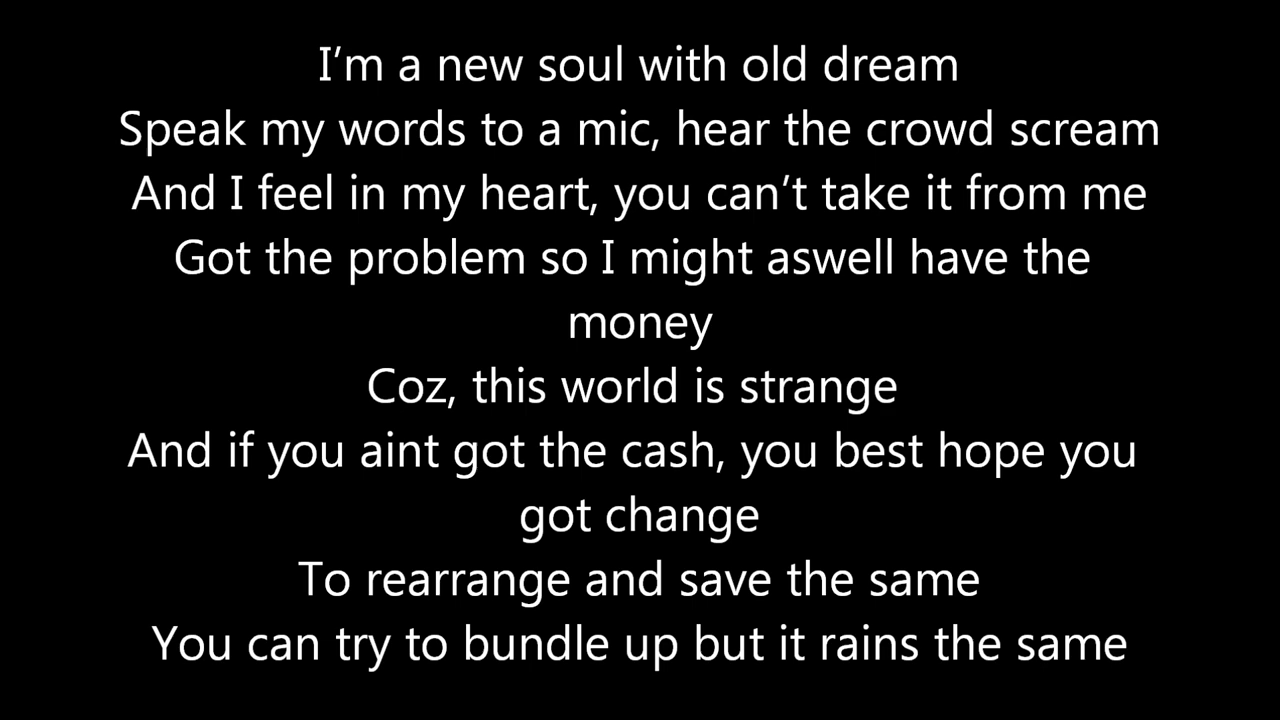 I’m a new soul with old dream
Speak my words to a mic, hear the crowd scream
And I feel in my heart, you can’t take it from me
Got the problem so I might aswell have the
money
Coz, this world is strange
And if you aint got the cash, you best hope you
got change
To rearrange and save the same
You can try to bundle up but it rains the same